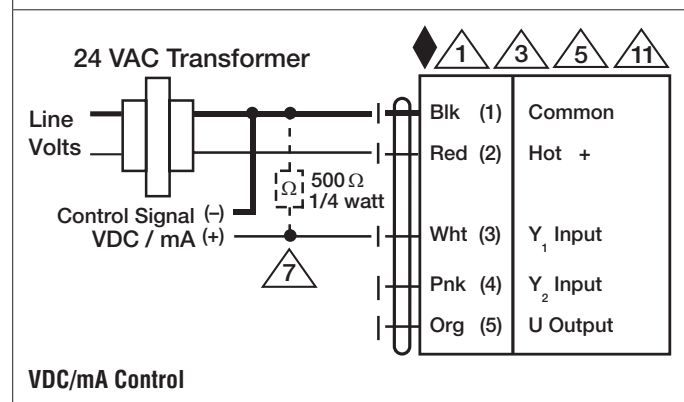 24 VAC Transformer
1 3 5 11
Line
Volts
Blk (1) Common
Red (2) Hot +
Ω 500 Ω
1/4 watt
Control Signal (–)
VDC / mA (+)
Wht (3) Y1 Input
7
Pnk (4) Y2 Input
Org (5) U Output
VDC/mA Control